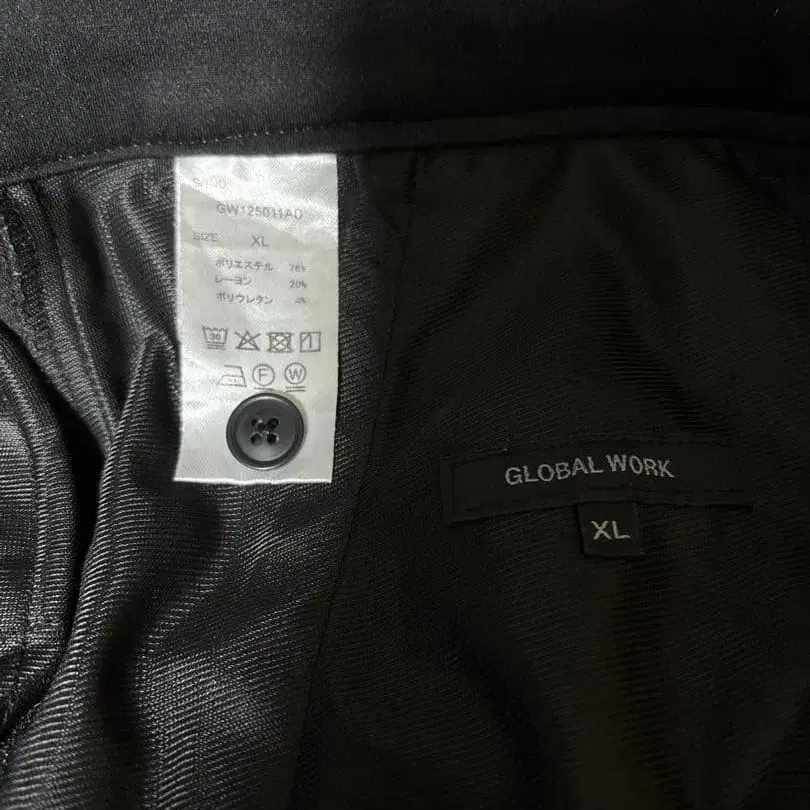 GW125011AD
SIZE XL
ポリエステル 76%
レーヨン 20%
ポリウレタン 4%
F W
GLOBAL WORK
XL